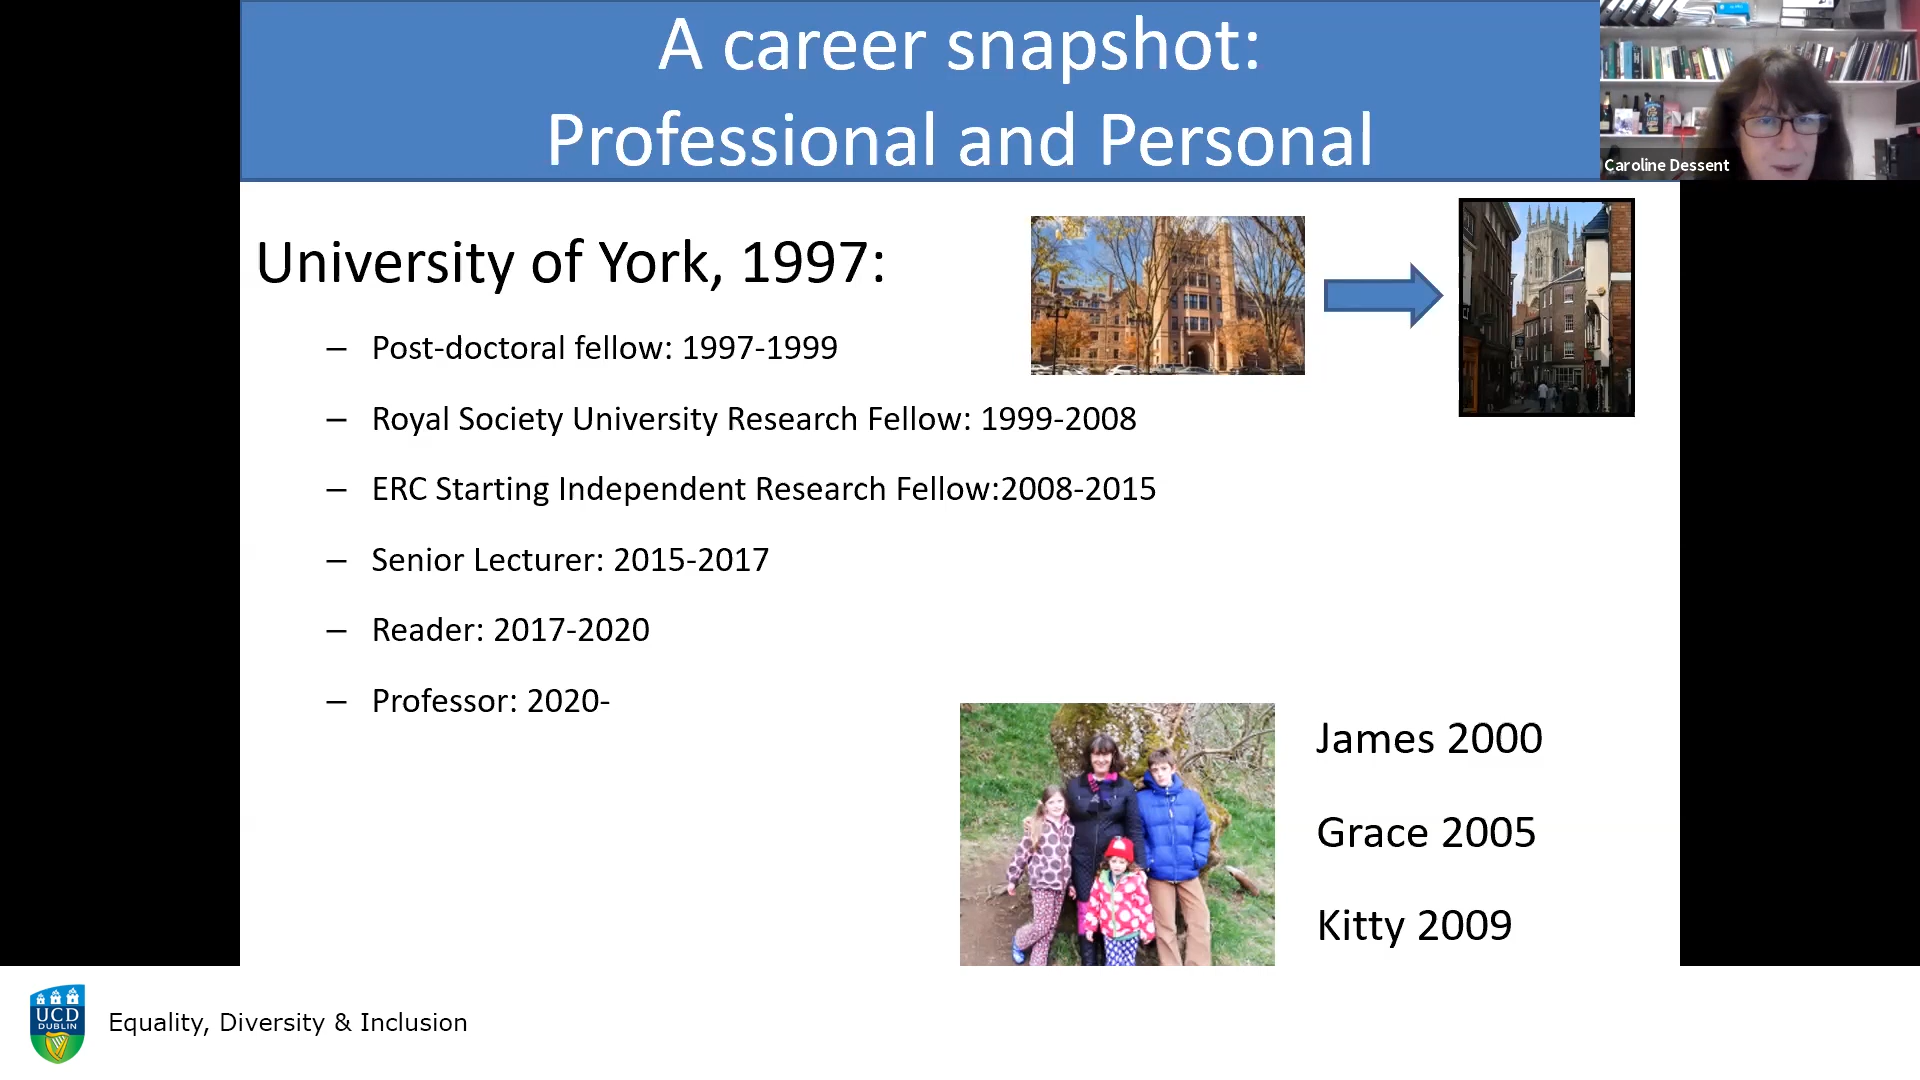 A career snapshot:
Professional and Personal
Caroline Dessent
University of York, 1997:
– Post-doctoral fellow: 1997-1999
– Royal Society University Research Fellow: 1999-2008
– ERC Starting Independent Research Fellow:2008-2015
– Senior Lecturer: 2015-2017
– Reader: 2017-2020
– Professor: 2020-
James 2000
Grace 2005
Kitty 2009
UCD
DUBLIN
Equality, Diversity & Inclusion